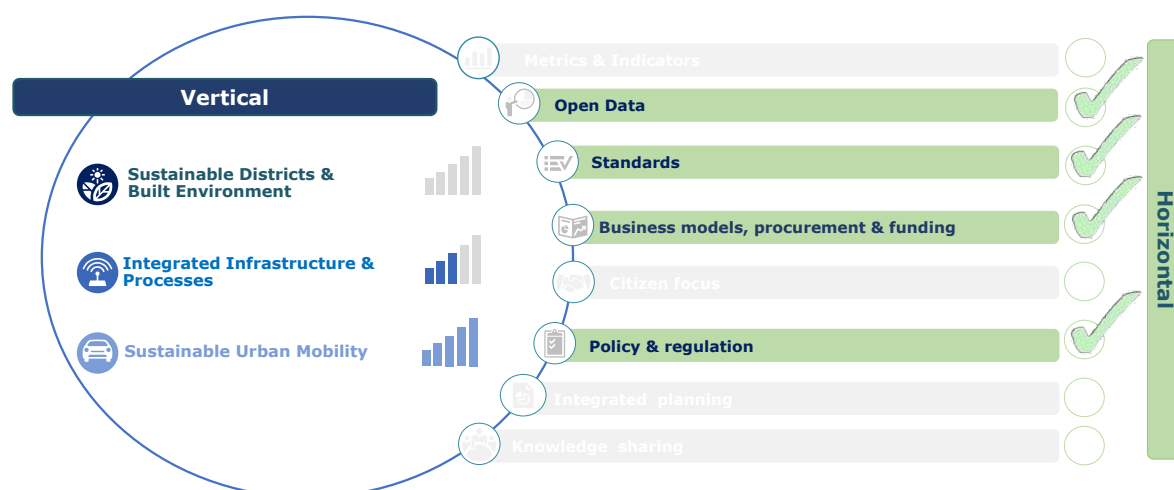 Vertical
Sustainable Districts &
Built Environment
Integrated Infrastructure &
Processes
Sustainable Urban Mobility
Metrics & Indicators
Open Data
Standards
Business models, procurement & funding
Citizen focus
Policy & regulation
Integrated planning
Knowledge sharing
Horizontal